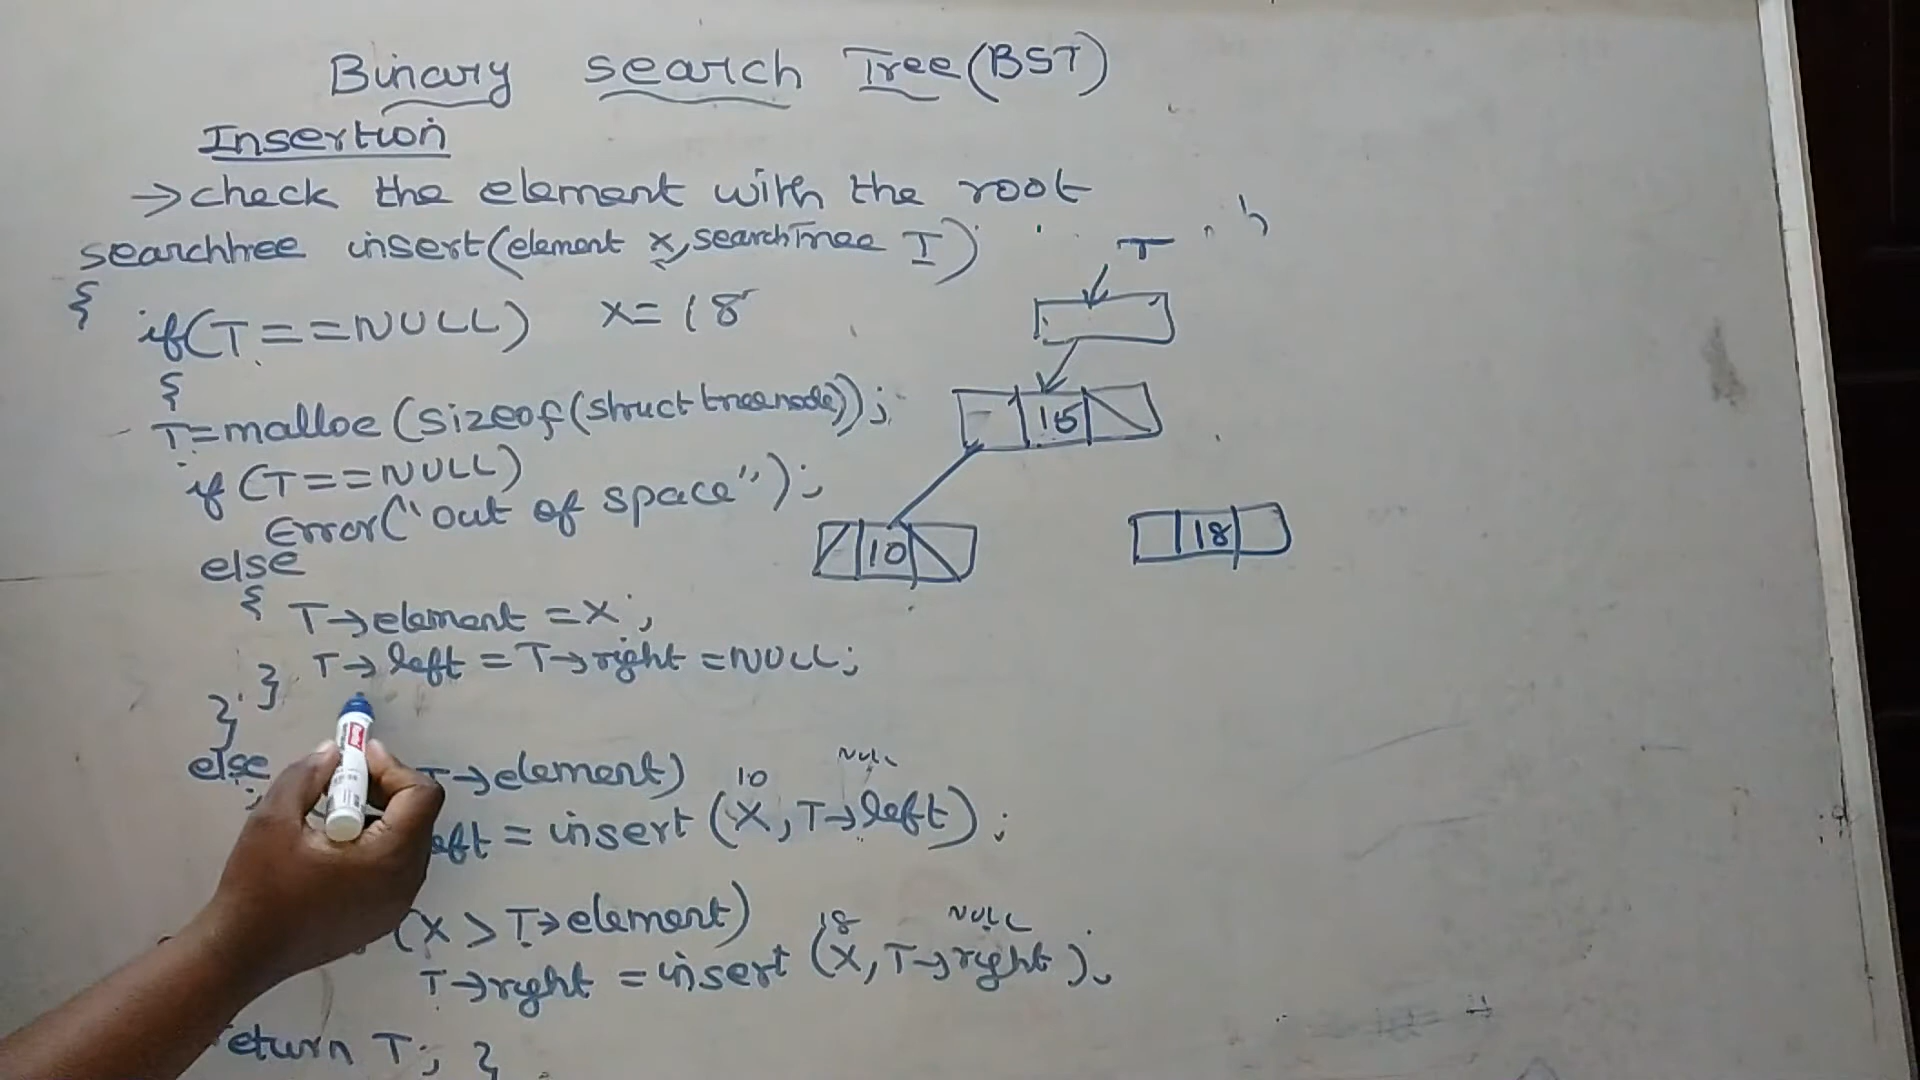 Binary search Tree (BST)
Insertion
→ check the element with the root
searchtree insert(element x, searchTree T)
{
if(T==NULL) x=18
{
T=malloc(sizeof(struct treenode));
if(T==NULL)
Error("out of space");
else
{ T→element =x;
T→left = T→right =NULL;
}
}
else
T→element)
10 NULL
left = insert (x, T→left);
(x > T→element)
18 NULL
T→right = insert (x, T→right);
return T; }
T
15
10
18